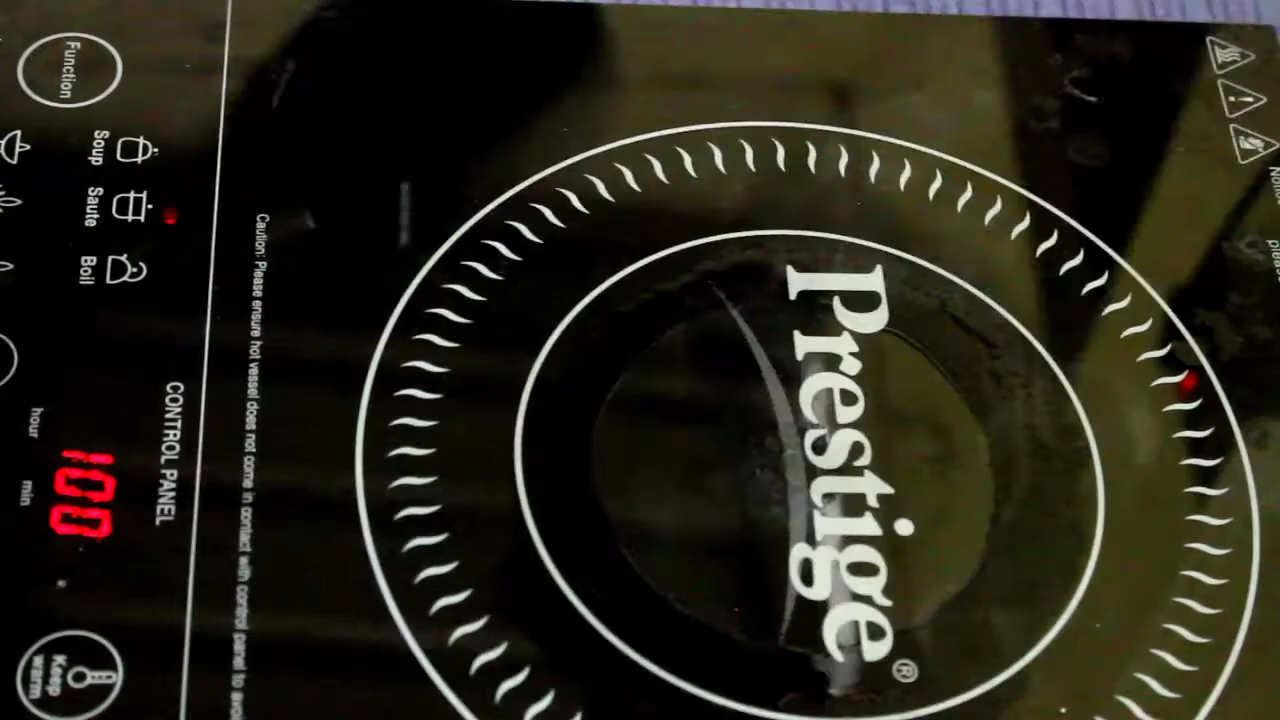 Prestige®
Caution: Please ensure hot vessel does not come in contact with control panel to avoid
CONTROL PANEL
Function
Soup
Saute
Boil
hour
min
100
Keep
warm